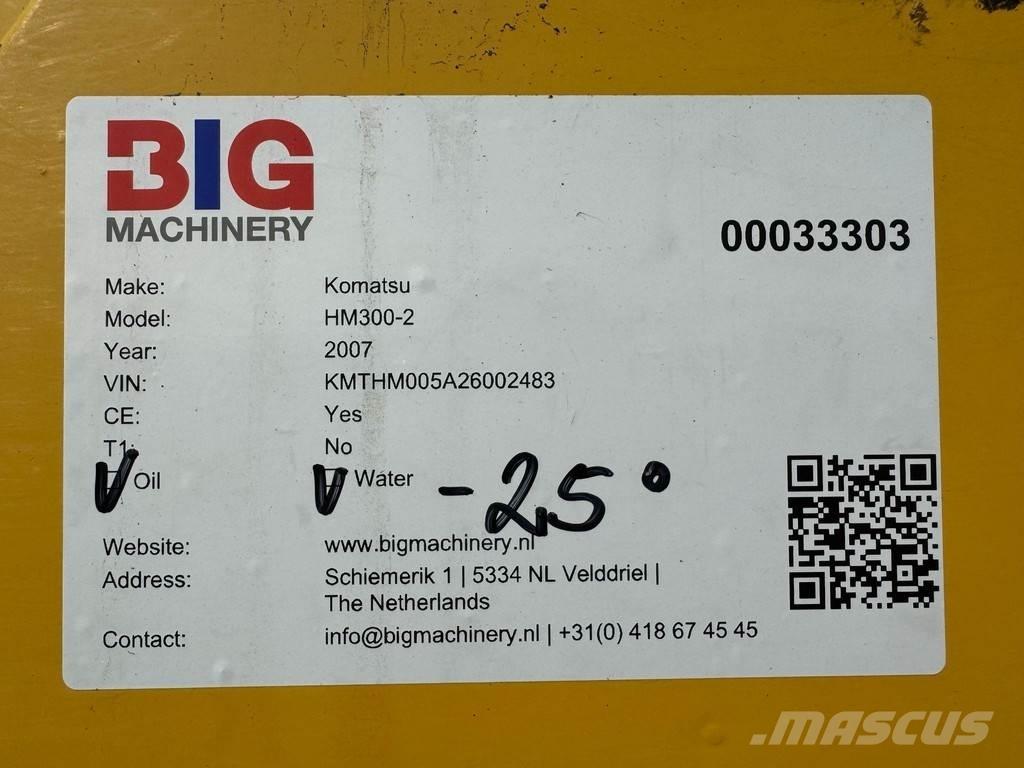 BIG
MACHINERY
00033303
Make: Komatsu
Model: HM300-2
Year: 2007
VIN: KMTHM005A26002483
CE: Yes
T1: No
V Oil V Water -25°
Website: www.bigmachinery.nl
Address: Schiemerik 1 | 5334 NL Velddriel |
The Netherlands
Contact: info@bigmachinery.nl | +31(0) 418 67 45 45
.MASCUS